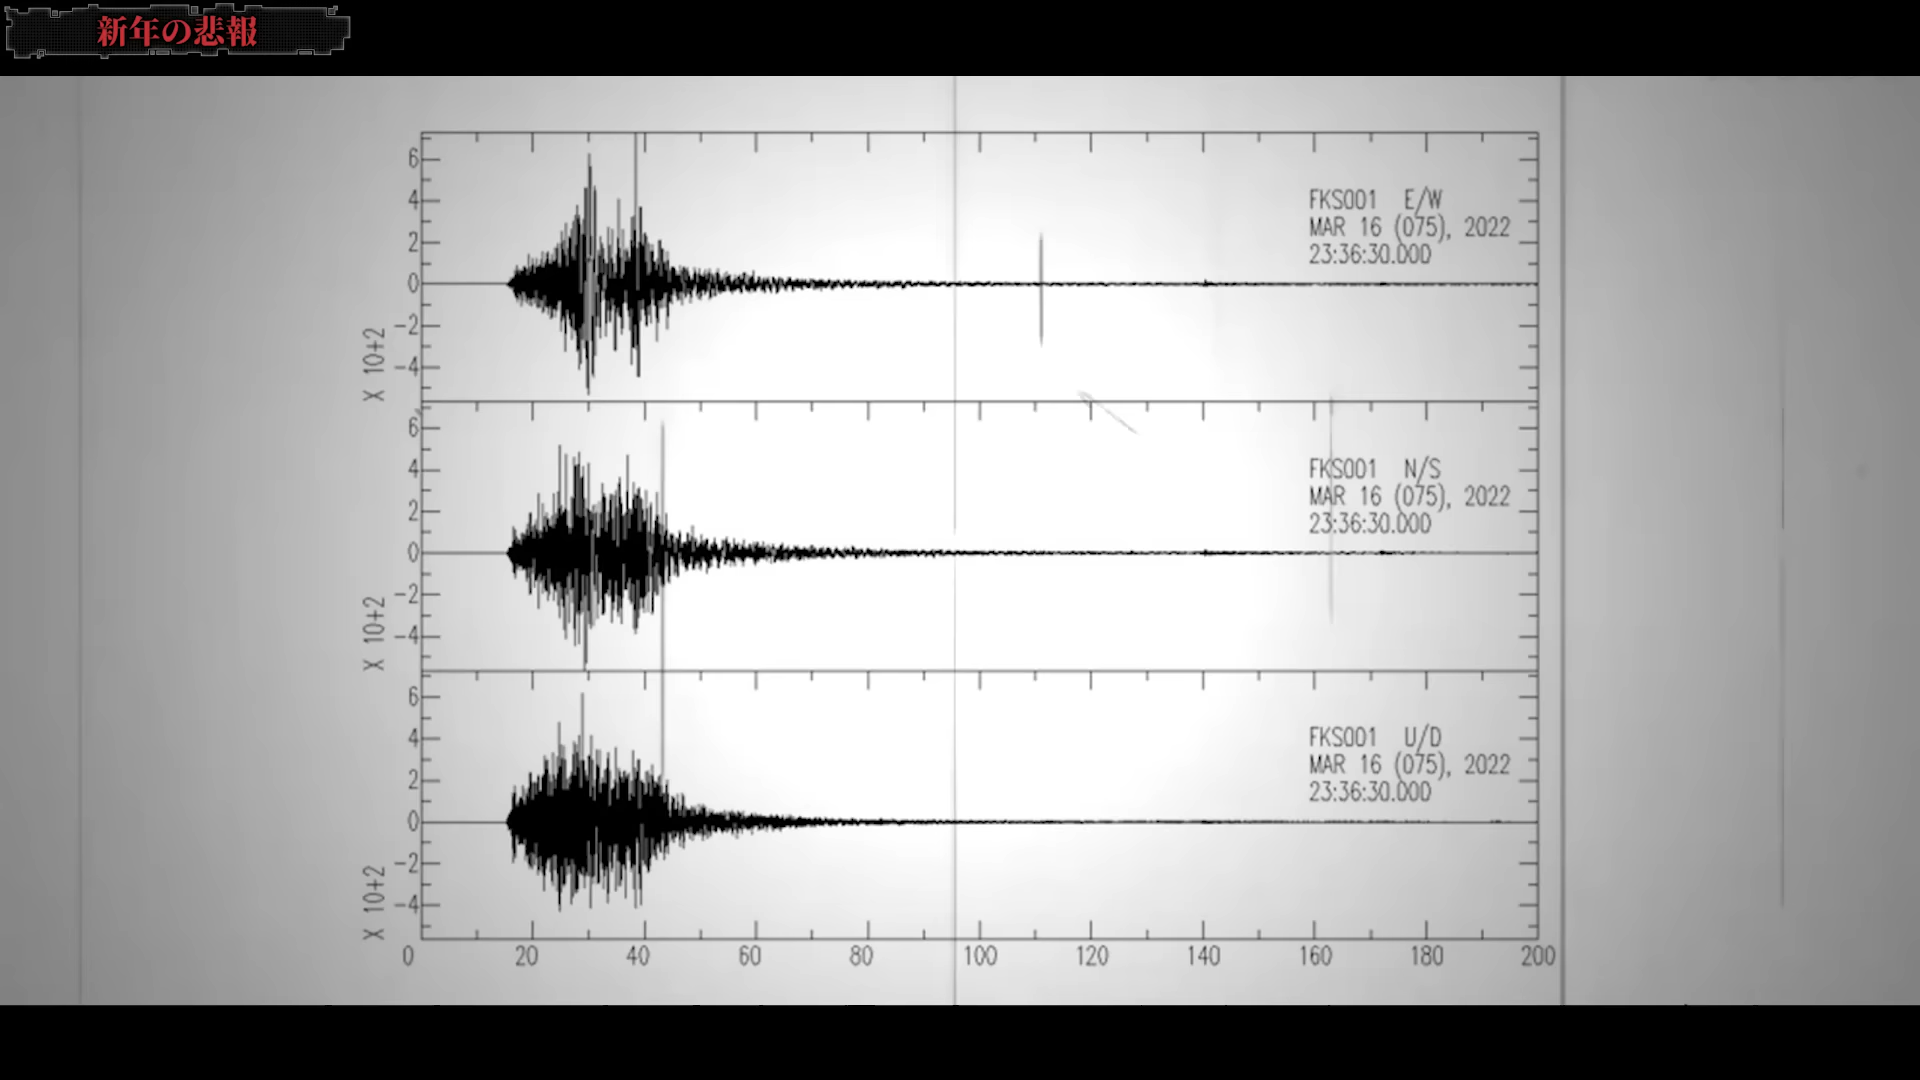 新年の悲報
6
4
2
0
-2
-4
X 10+2
FKS001 E/W
MAR 16 (075), 2022
23:36:30.000
6
4
2
0
-2
-4
X 10+2
FKS001 N/S
MAR 16 (075), 2022
23:36:30.000
6
4
2
0
-2
-4
X 10+2
FKS001 U/D
MAR 16 (075), 2022
23:36:30.000
0 20 40 60 80 100 120 140 160 180 200